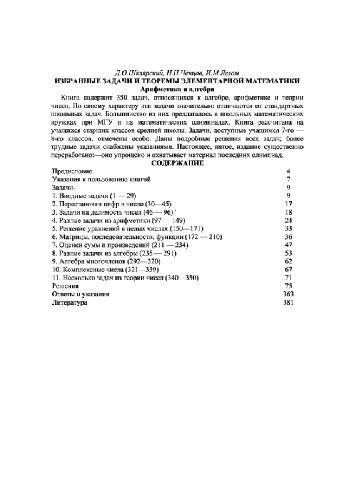 Д.О.Шклярский, Н.Н.Ченцов, И.М.Яглом
ИЗБРАННЫЕ ЗАДАЧИ И ТЕОРЕМЫ ЭЛЕМЕНТАРНОЙ МАТЕМАТИКИ
Арифметика и алгебра
Книга содержит 350 задач, относящихся к алгебре, арифметике и теории
чисел. По своему характеру эти задачи значительно отличаются от стандартных
школьных задач. Большинство из них предлагалось в школьных математических
кружках при МГУ и на математических олимпиадах. Книга рассчитана на
учащихся старших классов средней школы. Задачи, доступные учащимся 7-го —
8-го классов, отмечены особо. Даны подробные решения всех задач; более
трудные задачи снабжены указаниями. Настоящее, пятое, издание существенно
переработано—оно упрощено и охватывает материал последних олимпиад.
СОДЕРЖАНИЕ
Предисловие 4
Указания к пользованию книгой 7
Задачи 9
1. Вводные задачи (1 — 29) 9
2. Перестановка цифр в числе (30—45) 17
3. Задачи на делимость чисел (46 — 96) 18
4. Разные задачи из арифметики (97 — 149) 24
5. Решение уравнений в целых числах (150—171) 33
6. Матрицы, последовательности, функции (172 — 210) 36
7. Оценки сумм и произведений (211 — 234) 47
8. Разные задачи из алгебры (235 — 291) 53
9. Алгебра многочленов (292—320) 62
10. Комплексные числа (321—339) 67
11. Несколько задач из теории чисел (340—350) 71
Решения 75
Ответы и указания 363
Литература 381